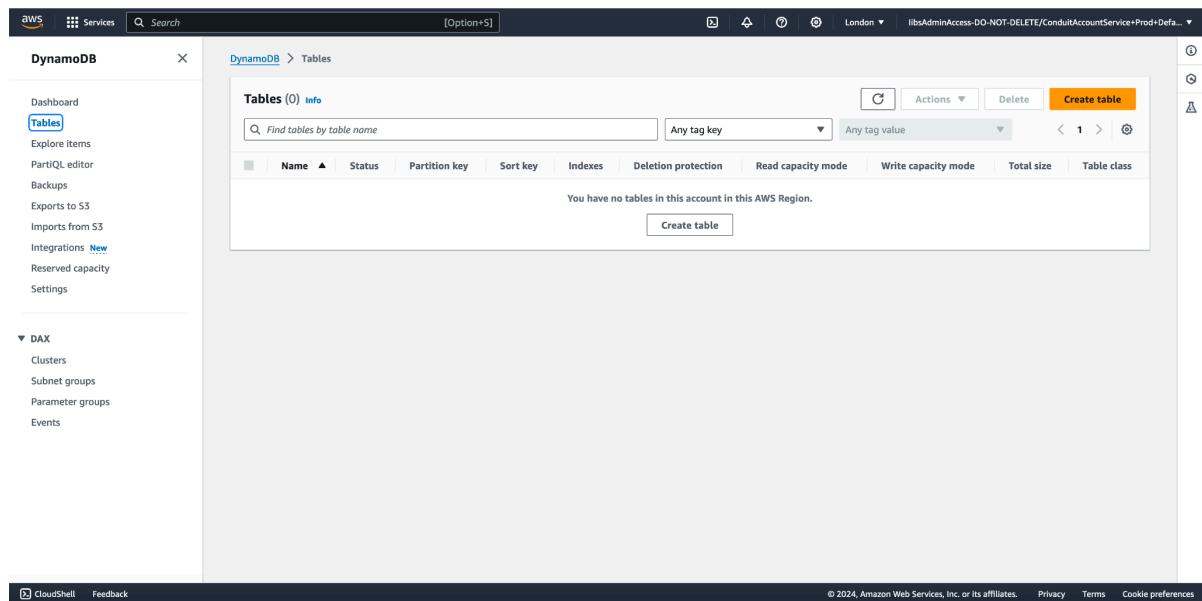 aws Services Search [Option+S] London IibsAdminAccess-DO-NOT-DELETE/ConduitAccountService+Prod+Defa...
DynamoDB
Dashboard
Tables
Explore items
PartiQL editor
Backups
Exports to S3
Imports from S3
Integrations New
Reserved capacity
Settings
DAX
Clusters
Subnet groups
Parameter groups
Events
DynamoDB > Tables
Tables (0) Info Actions Delete Create table
Find tables by table name Any tag key Any tag value < 1 >
Name Status Partition key Sort key Indexes Deletion protection Read capacity mode Write capacity mode Total size Table class
You have no tables in this account in this AWS Region.
Create table
CloudShell Feedback © 2024, Amazon Web Services, Inc. or its affiliates. Privacy Terms Cookie preferences